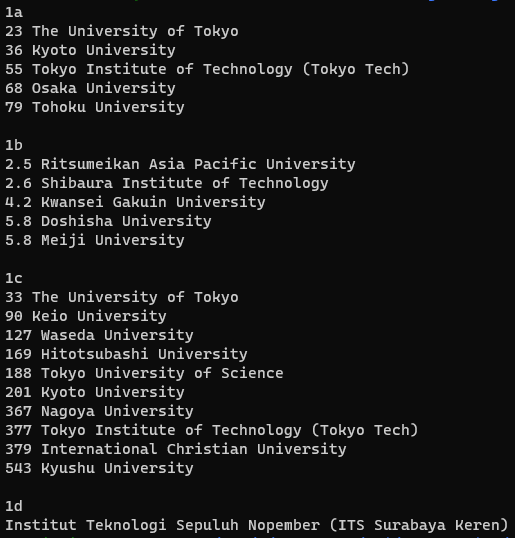 1a
23 The University of Tokyo
36 Kyoto University
55 Tokyo Institute of Technology (Tokyo Tech)
68 Osaka University
79 Tohoku University
1b
2.5 Ritsumeikan Asia Pacific University
2.6 Shibaura Institute of Technology
4.2 Kwansei Gakuin University
5.8 Doshisha University
5.8 Meiji University
1c
33 The University of Tokyo
90 Keio University
127 Waseda University
169 Hitotsubashi University
188 Tokyo University of Science
201 Kyoto University
367 Nagoya University
377 Tokyo Institute of Technology (Tokyo Tech)
379 International Christian University
543 Kyushu University
1d
Institut Teknologi Sepuluh Nopember (ITS Surabaya Keren)